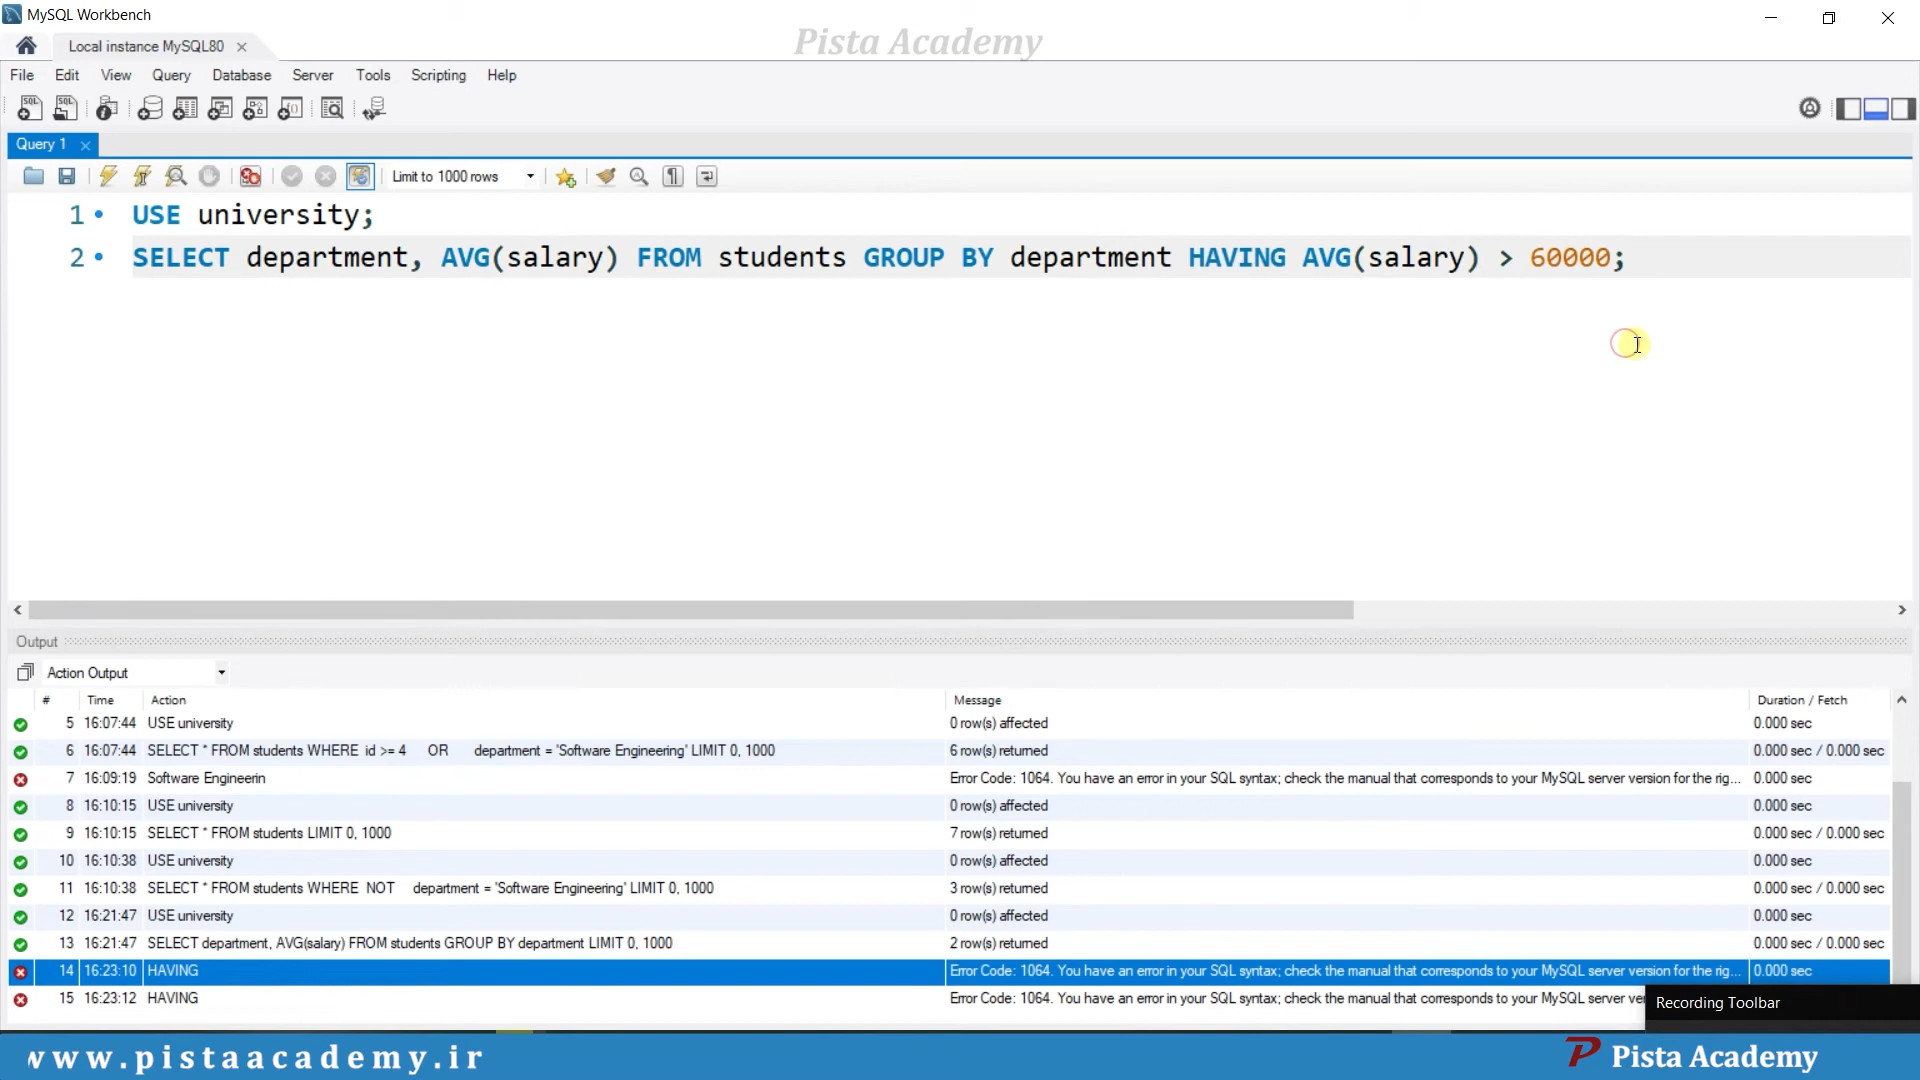 MySQL Workbench
Local instance MySQL80
Pista Academy
File Edit View Query Database Server Tools Scripting Help
Query 1
Limit to 1000 rows
1 USE university;
2 SELECT department, AVG(salary) FROM students GROUP BY department HAVING AVG(salary) > 60000;
Output
Action Output
# Time Action Message Duration / Fetch
5 16:07:44 USE university 0 row(s) affected 0.000 sec
6 16:07:44 SELECT * FROM students WHERE id >= 4 OR department = 'Software Engineering' LIMIT 0, 1000 6 row(s) returned 0.000 sec / 0.000 sec
7 16:09:19 Software Engineerin Error Code: 1064. You have an error in your SQL syntax; check the manual that corresponds to your MySQL server version for the rig... 0.000 sec
8 16:10:15 USE university 0 row(s) affected 0.000 sec
9 16:10:15 SELECT * FROM students LIMIT 0, 1000 7 row(s) returned 0.000 sec / 0.000 sec
10 16:10:38 USE university 0 row(s) affected 0.000 sec
11 16:10:38 SELECT * FROM students WHERE NOT department = 'Software Engineering' LIMIT 0, 1000 3 row(s) returned 0.000 sec / 0.000 sec
12 16:21:47 USE university 0 row(s) affected 0.000 sec
13 16:21:47 SELECT department, AVG(salary) FROM students GROUP BY department LIMIT 0, 1000 2 row(s) returned 0.000 sec / 0.000 sec
14 16:23:10 HAVING Error Code: 1064. You have an error in your SQL syntax; check the manual that corresponds to your MySQL server version for the rig... 0.000 sec
15 16:23:12 HAVING Error Code: 1064. You have an error in your SQL syntax; check the manual that corresponds to your MySQL server ve
Recording Toolbar
www.pistaacademy.ir
Pista Academy